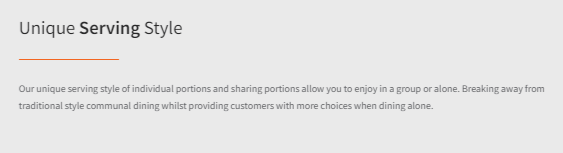 Unique Serving Style
Our unique serving style of individual portions and sharing portions allow you to enjoy in a group or alone. Breaking away from
traditional style communal dining whilst providing customers with more choices when dining alone.